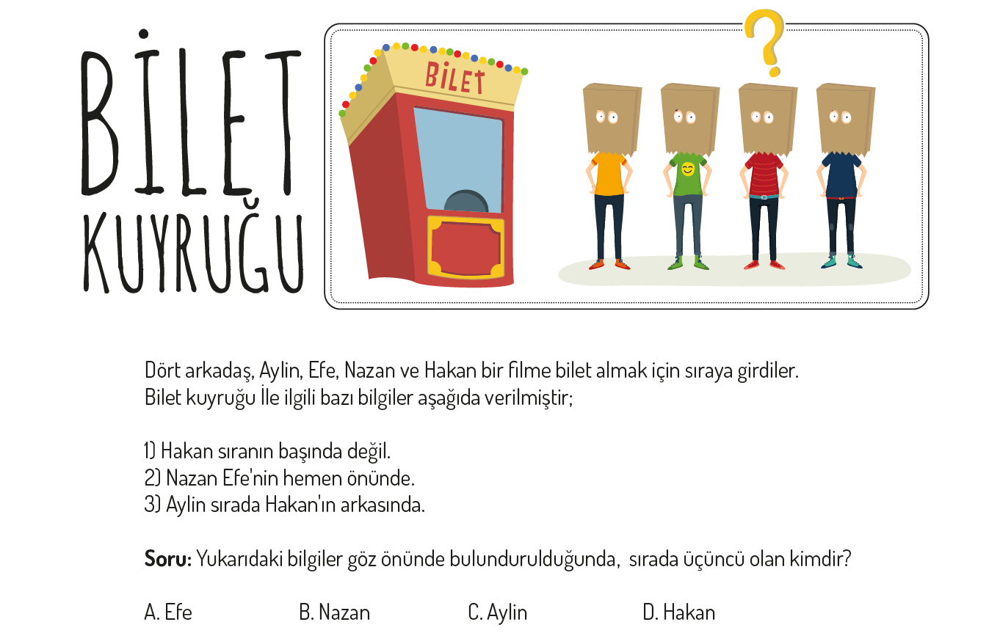 BİLET
KUYRUĞU
BİLET
?
Dört arkadaş, Aylin, Efe, Nazan ve Hakan bir filme bilet almak için sıraya girdiler.
Bilet kuyruğu İle ilgili bazı bilgiler aşağıda verilmiştir;
1) Hakan sıranın başında değil.
2) Nazan Efe'nin hemen önünde.
3) Aylin sırada Hakan'ın arkasında.
Soru: Yukarıdaki bilgiler göz önünde bulundurulduğunda, sırada üçüncü olan kimdir?
A. Efe B. Nazan C. Aylin D. Hakan